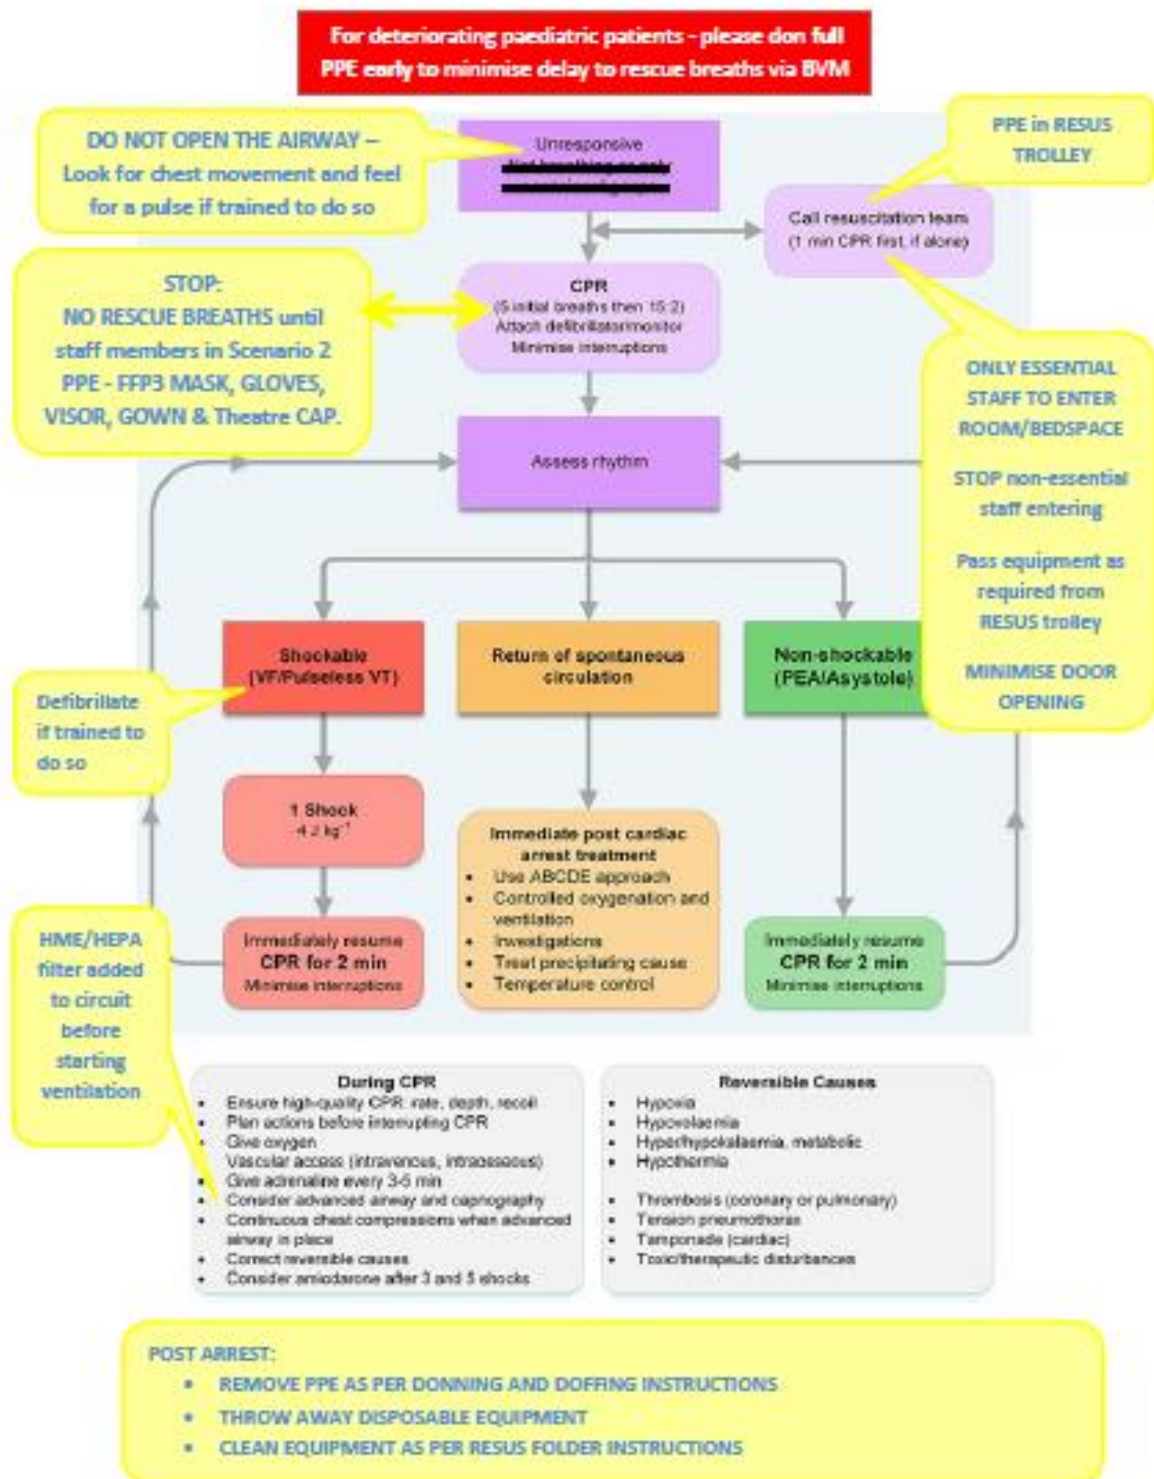 For deteriorating paediatric patients - please don full
PPE early to minimise delay to rescue breaths via BVM
DO NOT OPEN THE AIRWAY –
Look for chest movement and feel
for a pulse if trained to do so
Unresponsive
PPE in RESUS
TROLLEY
Call resuscitation team
(1 min CPR first, if alone)
STOP:
NO RESCUE BREATHS until
staff members in Scenario 2
PPE - FFP3 MASK, GLOVES,
VISOR, GOWN & Theatre CAP.
CPR
(5 initial breaths then 15:2)
Attach defibrillator/monitor
Minimise interruptions
ONLY ESSENTIAL
STAFF TO ENTER
ROOM/BEDSPACE
STOP non-essential
staff entering
Pass equipment as
required from
RESUS trolley
MINIMISE DOOR
OPENING
Assess rhythm
Shockable
(VF/Pulseless VT)
Return of spontaneous
circulation
Non-shockable
(PEA/Asystole)
Defibrillate
if trained to
do so
1 Shock
4 J kg⁻¹
Immediate post cardiac
arrest treatment
• Use ABCDE approach
• Controlled oxygenation and
ventilation
• Investigations
• Treat precipitating cause
• Temperature control
HME/HEPA
filter added
to circuit
before
starting
ventilation
Immediately resume
CPR for 2 min
Minimise interruptions
Immediately resume
CPR for 2 min
Minimise interruptions
During CPR
• Ensure high-quality CPR: rate, depth, recoil
• Plan actions before interrupting CPR
• Give oxygen
Vascular access (intravenous, intraosseous)
• Give adrenaline every 3-5 min
• Consider advanced airway and capnography
• Continuous chest compressions when advanced
airway in place
• Correct reversible causes
• Consider amiodarone after 3 and 5 shocks
Reversible Causes
• Hypoxia
• Hypovolaemia
• Hyper/hypokalaemia, metabolic
• Hypothermia
• Thrombosis (coronary or pulmonary)
• Tension pneumothorax
• Tamponade (cardiac)
• Toxic/therapeutic disturbances
POST ARREST:
• REMOVE PPE AS PER DONNING AND DOFFING INSTRUCTIONS
• THROW AWAY DISPOSABLE EQUIPMENT
• CLEAN EQUIPMENT AS PER RESUS FOLDER INSTRUCTIONS